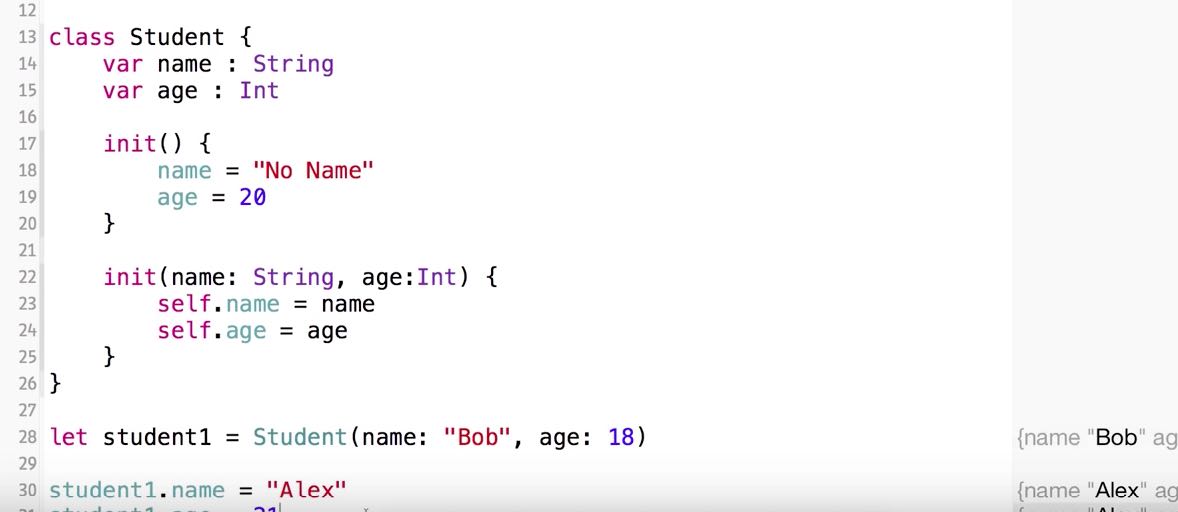 12
13 class Student {
14     var name : String
15     var age : Int
16
17     init() {
18         name = "No Name"
19         age = 20
20     }
21
22     init(name: String, age:Int) {
23         self.name = name
24         self.age = age
25     }
26 }
27
28 let student1 = Student(name: "Bob", age: 18) {name "Bob" ag
29
30 student1.name = "Alex" {name "Alex" ag